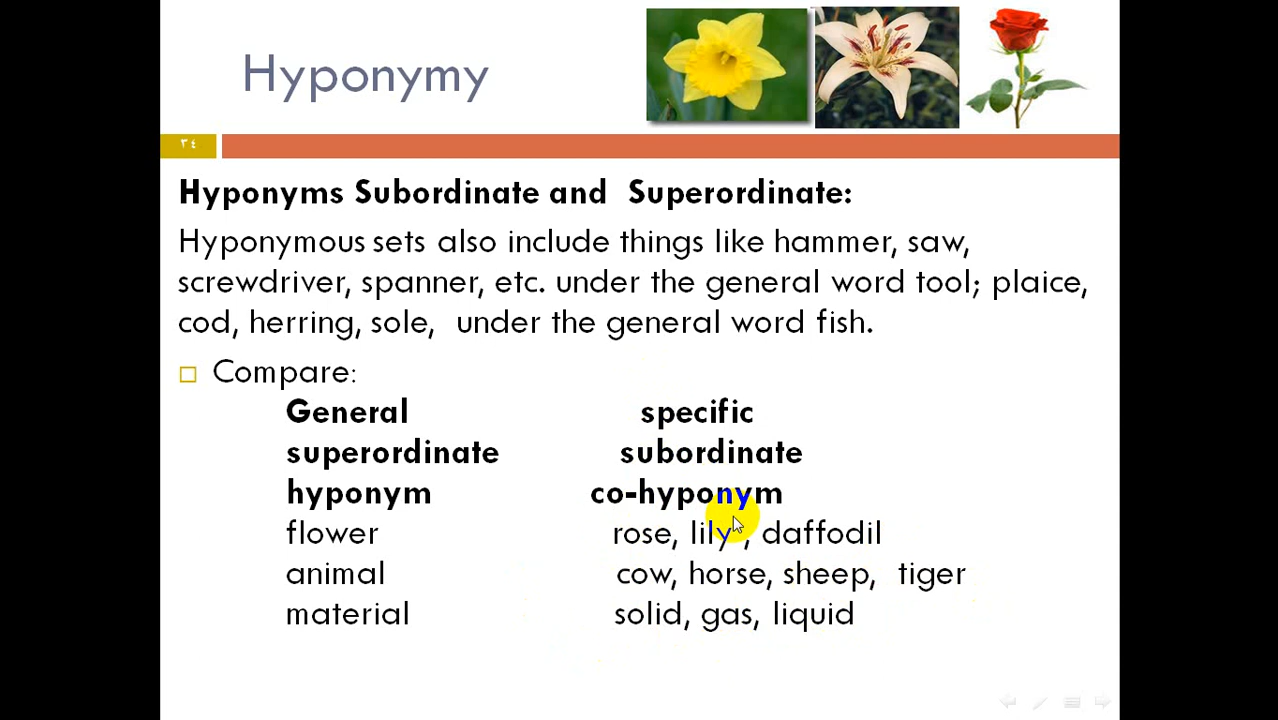 Hyponymy
٣٤
Hyponyms Subordinate and Superordinate:
Hyponymous sets also include things like hammer, saw,
screwdriver, spanner, etc. under the general word tool; plaice,
cod, herring, sole, under the general word fish.
Compare:
General specific
superordinate subordinate
hyponym co-hyponym
flower rose, lily , daffodil
animal cow, horse, sheep, tiger
material solid, gas, liquid